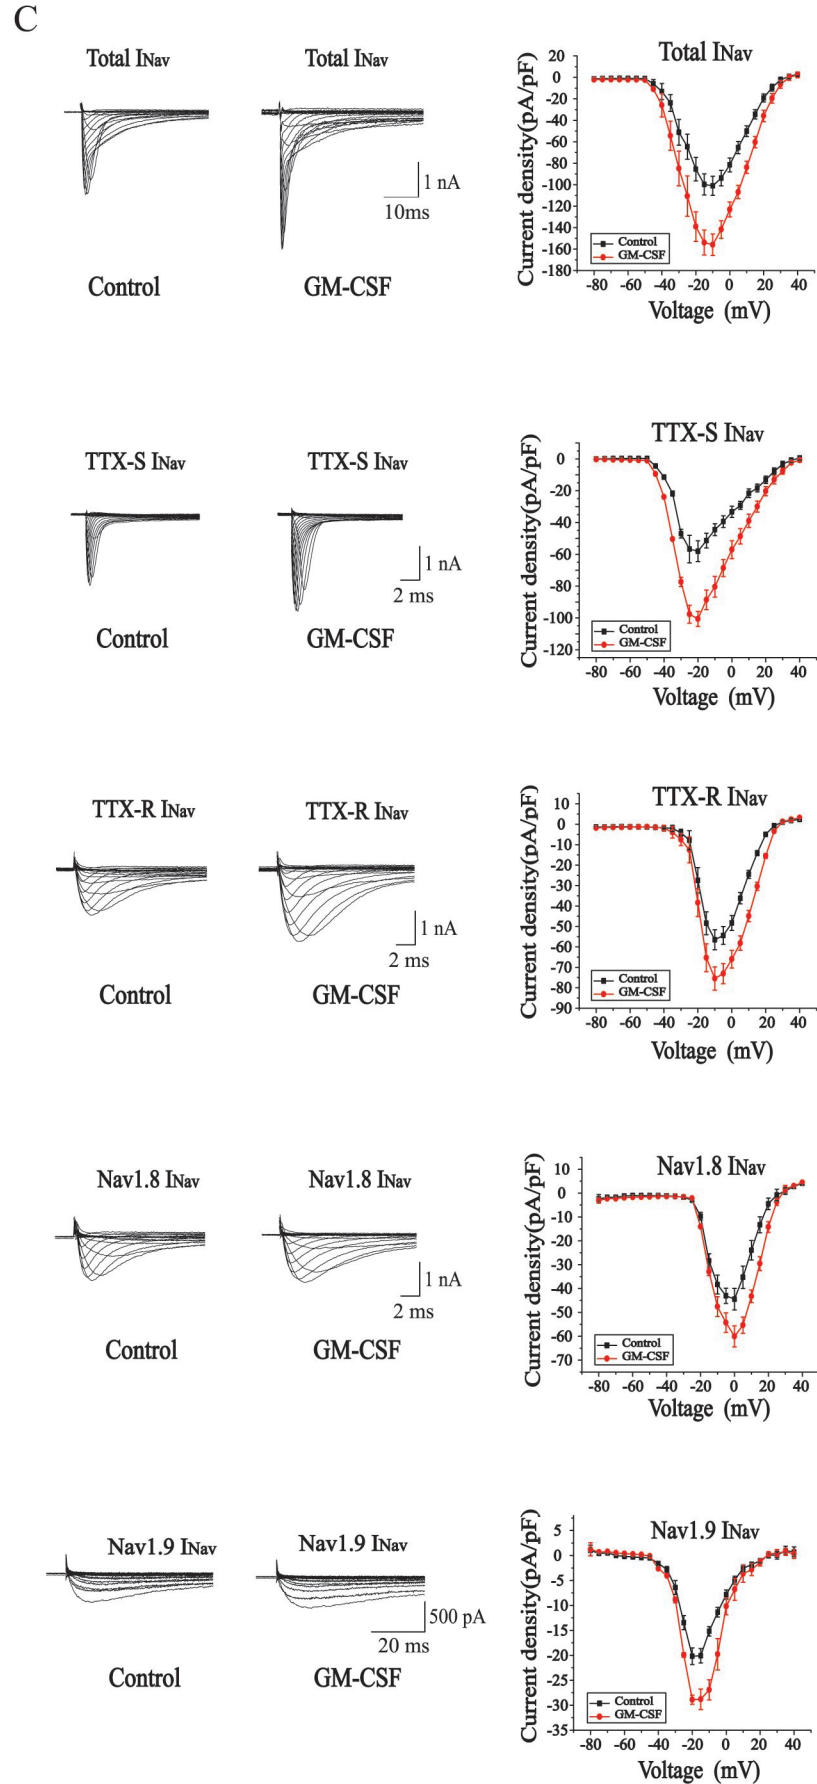 C
Total INav
Total INav
1 nA
10ms
Control
GM-CSF
Total INav
Current density(pA/pF)
20
0
-20
-40
-60
-80
-100
-120
-140
-160
-180
Control
GM-CSF
-80 -60 -40 -20 0 20 40
Voltage (mV)
TTX-S INav
TTX-S INav
1 nA
2 ms
Control
GM-CSF
TTX-S INav
Current density(pA/pF)
0
-20
-40
-60
-80
-100
-120
Control
GM-CSF
-80 -60 -40 -20 0 20 40
Voltage (mV)
TTX-R INav
TTX-R INav
1 nA
2 ms
Control
GM-CSF
TTX-R INav
Current density(pA/pF)
10
0
-10
-20
-30
-40
-50
-60
-70
-80
-90
Control
GM-CSF
-80 -60 -40 -20 0 20 40
Voltage (mV)
Nav1.8 INav
Nav1.8 INav
1 nA
2 ms
Control
GM-CSF
Nav1.8 INav
Current density(pA/pF)
10
0
-10
-20
-30
-40
-50
-60
-70
Control
GM-CSF
-80 -60 -40 -20 0 20 40
Voltage (mV)
Nav1.9 INav
Nav1.9 INav
500 pA
20 ms
Control
GM-CSF
Nav1.9 INav
Current density(pA/pF)
5
0
-5
-10
-15
-20
-25
-30
-35
Control
GM-CSF
-80 -60 -40 -20 0 20 40
Voltage (mV)